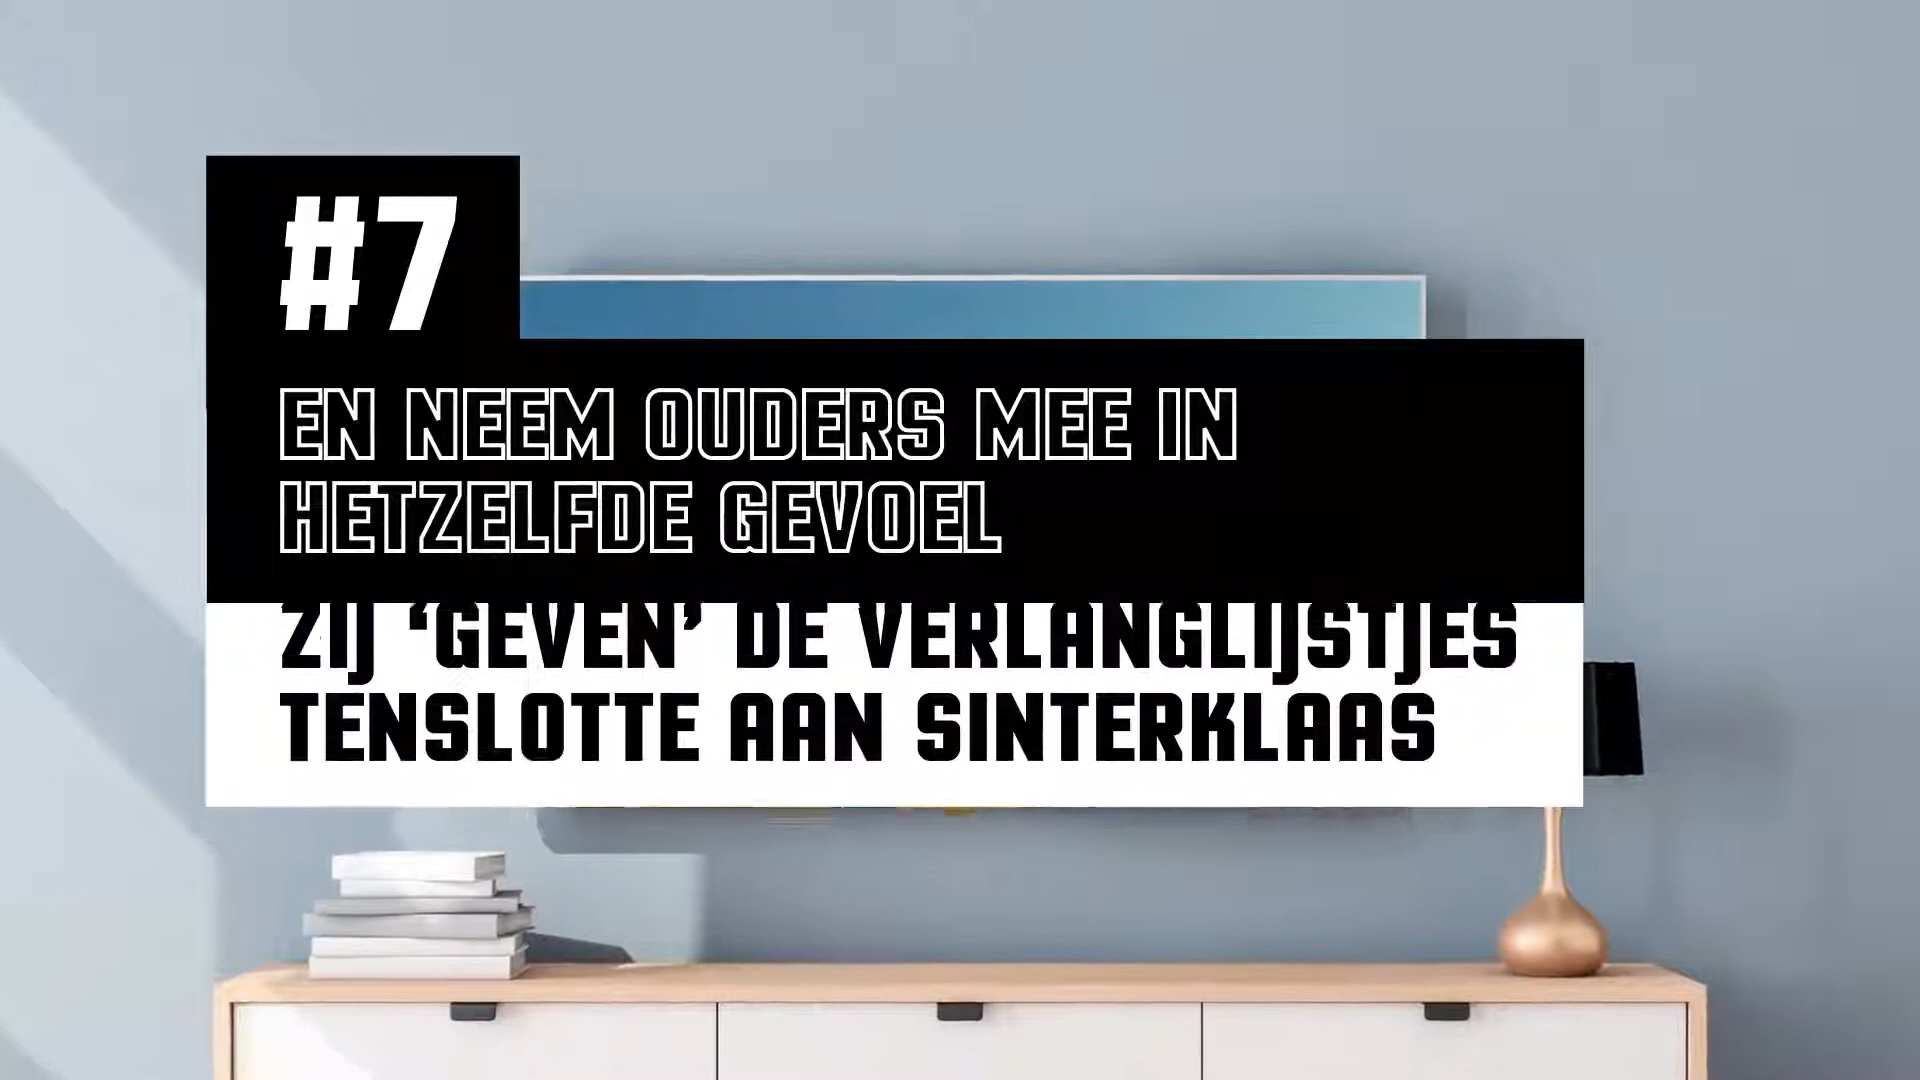 #7
EN NEEM OUDERS MEE IN
HETZELFDE GEVOEL
ZIJ ‘GEVEN’ DE VERLANGLIJSTJES
TENSLOTTE AAN SINTERKLAAS